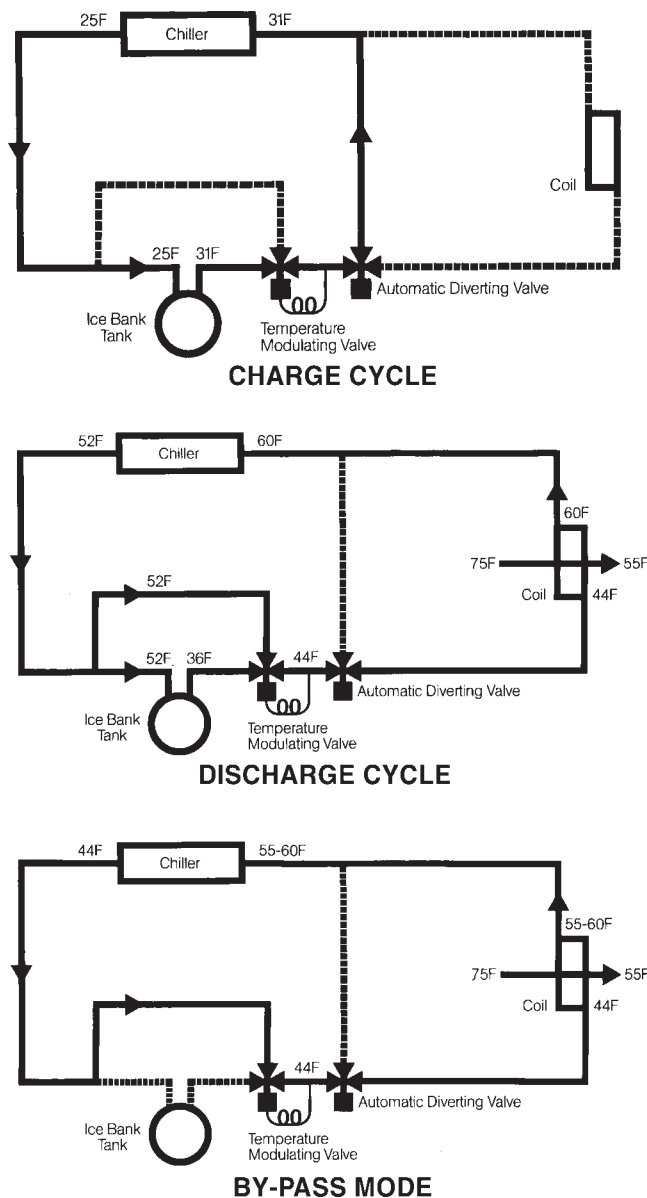 25F Chiller 31F
Coil
25F 31F
Automatic Diverting Valve
Ice Bank
Tank
Temperature
Modulating Valve
CHARGE CYCLE
52F Chiller 60F
60F
75F 55F
Coil 44F
52F
52F 36F 44F
Automatic Diverting Valve
Ice Bank
Tank
Temperature
Modulating Valve
DISCHARGE CYCLE
44F Chiller 55-60F
55-60F
75F 55F
Coil 44F
44F
Automatic Diverting Valve
Ice Bank
Tank
Temperature
Modulating Valve
BY-PASS MODE